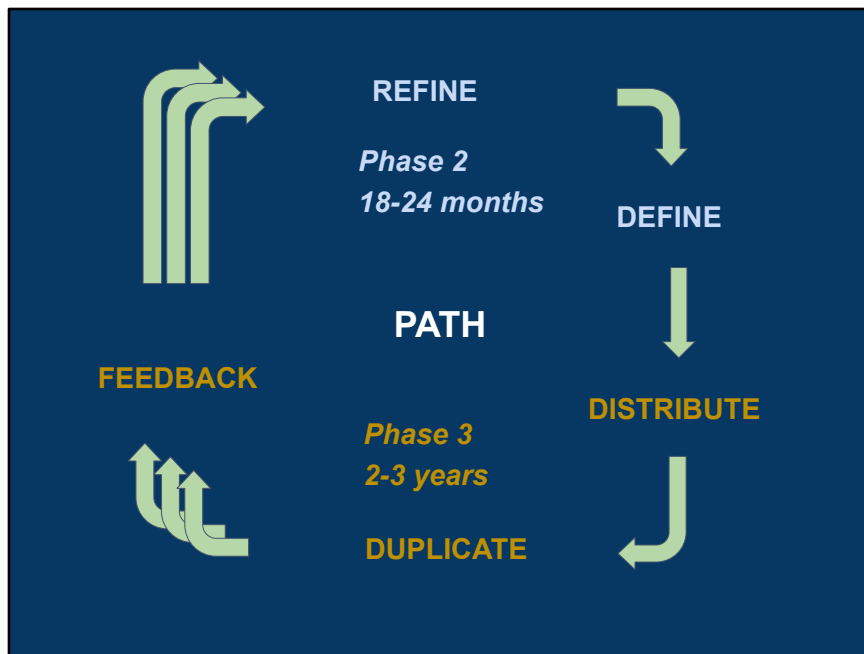 REFINE
Phase 2
18-24 months
DEFINE
PATH
FEEDBACK
DISTRIBUTE
Phase 3
2-3 years
DUPLICATE